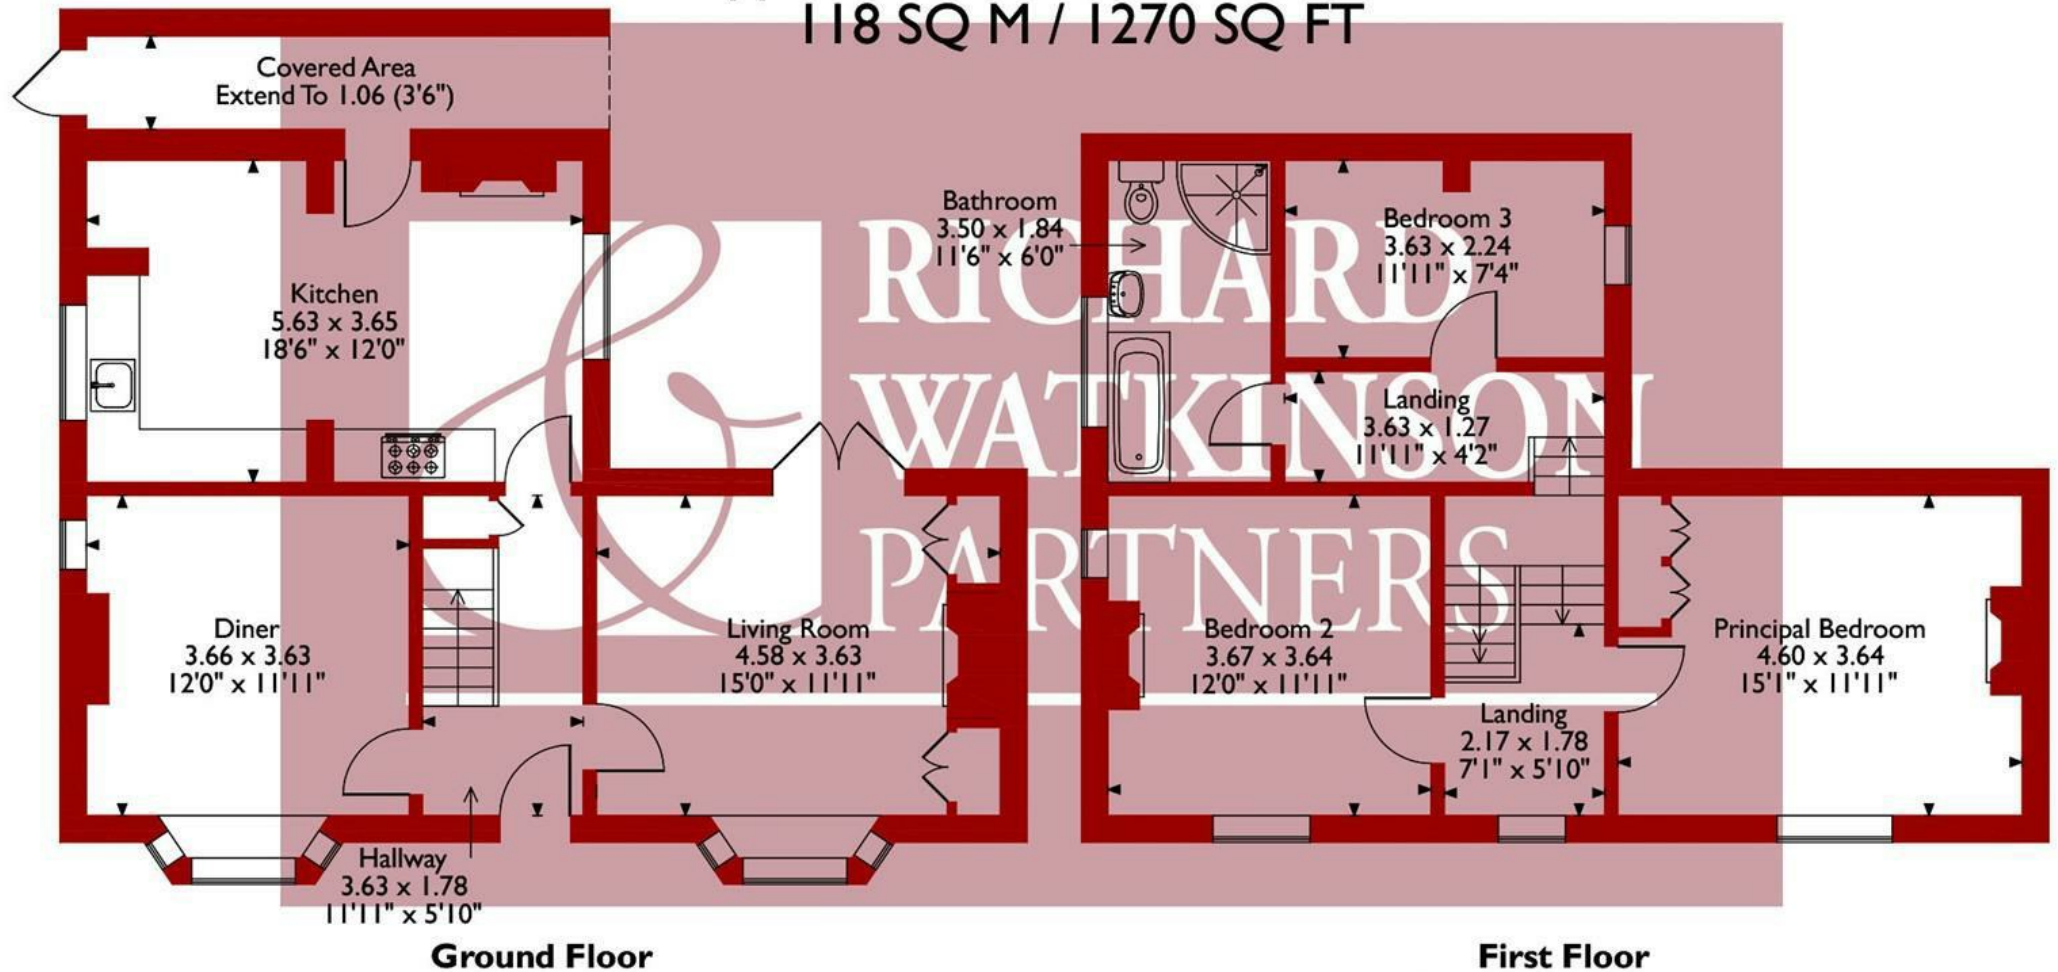 118 SQ M / 1270 SQ FT
Covered Area
Extend To 1.06 (3'6")
Kitchen
5.63 x 3.65
18'6" x 12'0"
Diner
3.66 x 3.63
12'0" x 11'11"
Living Room
4.58 x 3.63
15'0" x 11'11"
Hallway
3.63 x 1.78
11'11" x 5'10"
Ground Floor
Bathroom
3.50 x 1.84
11'6" x 6'0"
Bedroom 3
3.63 x 2.24
11'11" x 7'4"
Landing
3.63 x 1.27
11'11" x 4'2"
Bedroom 2
3.67 x 3.64
12'0" x 11'11"
Landing
2.17 x 1.78
7'1" x 5'10"
Principal Bedroom
4.60 x 3.64
15'1" x 11'11"
First Floor
&
RICHARD
WATKINSON
PARTNERS